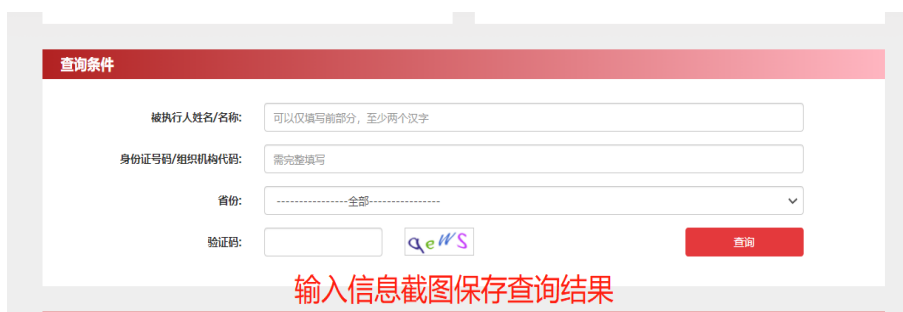 查询条件
被执行人姓名/名称:
可以仅填写前部分，至少两个汉字
身份证号码/组织机构代码:
需完整填写
省份:
----------------全部----------------
验证码:
qeWS
查询
输入信息截图保存查询结果